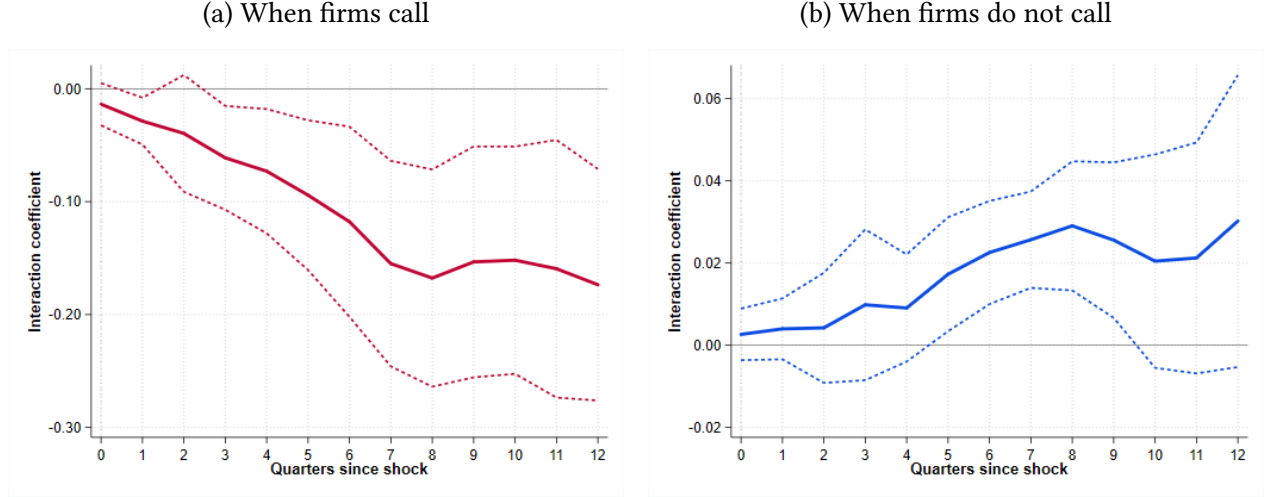 (a) When firms call
(b) When firms do not call
Interaction coefficient
0.00
-0.10
-0.20
-0.30
0 1 2 3 4 5 6 7 8 9 10 11 12
Quarters since shock
Interaction coefficient
0.06
0.04
0.02
0.00
-0.02
0 1 2 3 4 5 6 7 8 9 10 11 12
Quarters since shock